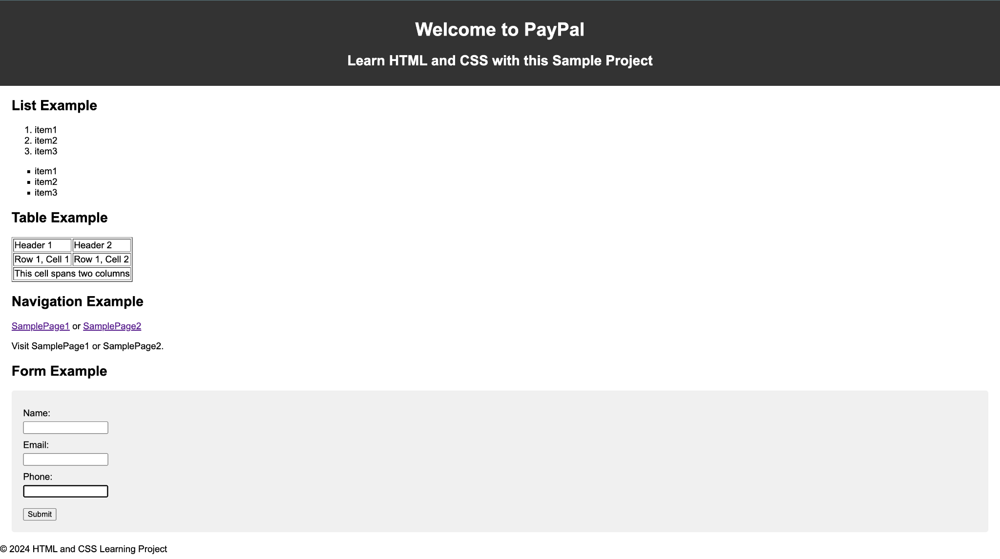 Welcome to PayPal
Learn HTML and CSS with this Sample Project
List Example
1. item1
2. item2
3. item3
▪ item1
▪ item2
▪ item3
Table Example
Header 1 Header 2
Row 1, Cell 1 Row 1, Cell 2
This cell spans two columns
Navigation Example
SamplePage1 or SamplePage2
Visit SamplePage1 or SamplePage2.
Form Example
Name:
Email:
Phone:
Submit
© 2024 HTML and CSS Learning Project